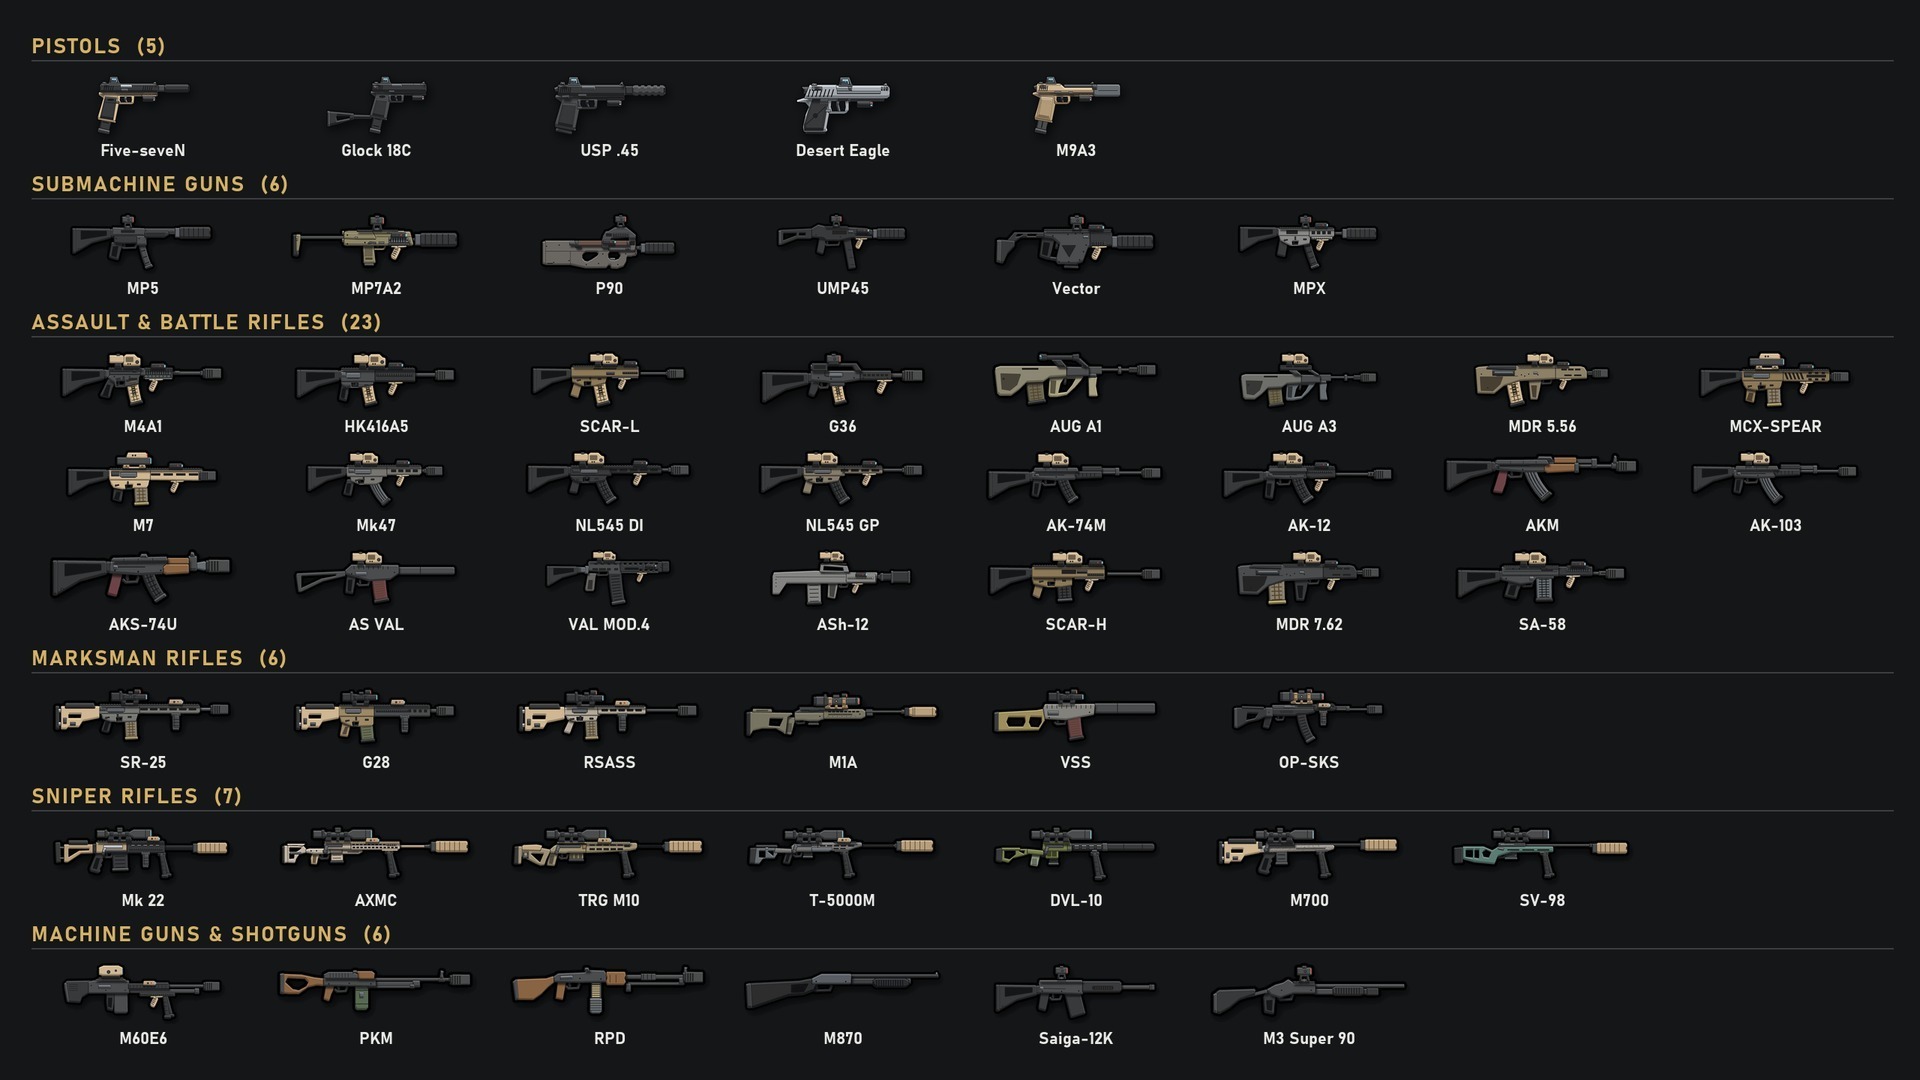 PISTOLS (5)
Five-seveN Glock 18C USP .45 Desert Eagle M9A3
SUBMACHINE GUNS (6)
MP5 MP7A2 P90 UMP45 Vector MPX
ASSAULT & BATTLE RIFLES (23)
M4A1 HK416A5 SCAR-L G36 AUG A1 AUG A3 MDR 5.56 MCX-SPEAR
M7 Mk47 NL545 DI NL545 GP AK-74M AK-12 AKM AK-103
AKS-74U AS VAL VAL MOD.4 ASh-12 SCAR-H MDR 7.62 SA-58
MARKSMAN RIFLES (6)
SR-25 G28 RSASS M1A VSS OP-SKS
SNIPER RIFLES (7)
Mk 22 AXMC TRG M10 T-5000M DVL-10 M700 SV-98
MACHINE GUNS & SHOTGUNS (6)
M60E6 PKM RPD M870 Saiga-12K M3 Super 90